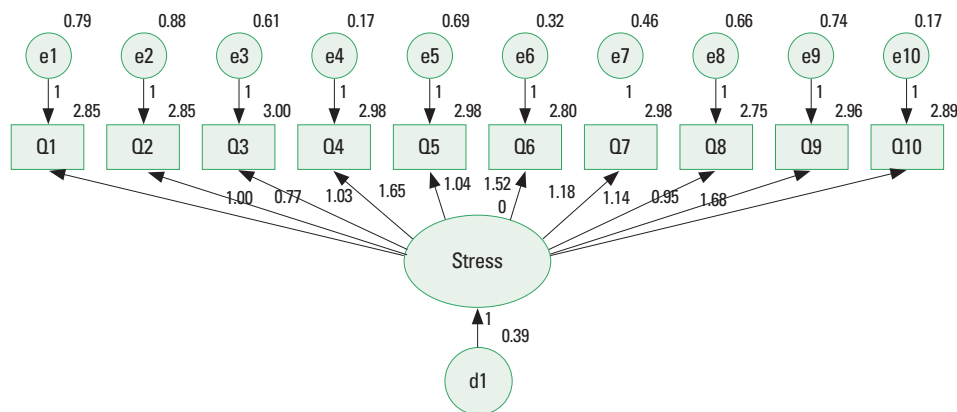 0.79 0.88 0.61 0.17 0.69 0.32 0.46 0.66 0.74 0.17
e1 e2 e3 e4 e5 e6 e7 e8 e9 e10
1 1 1 1 1 1 1 1 1 1
2.85 2.85 3.00 2.98 2.98 2.80 2.98 2.75 2.96 2.89
Q1 Q2 Q3 Q4 Q5 Q6 Q7 Q8 Q9 Q10
1.00 0.77 1.03 1.65 1.04 1.52 1.18 1.14 0.95 1.68
0
Stress
1
0.39
d1